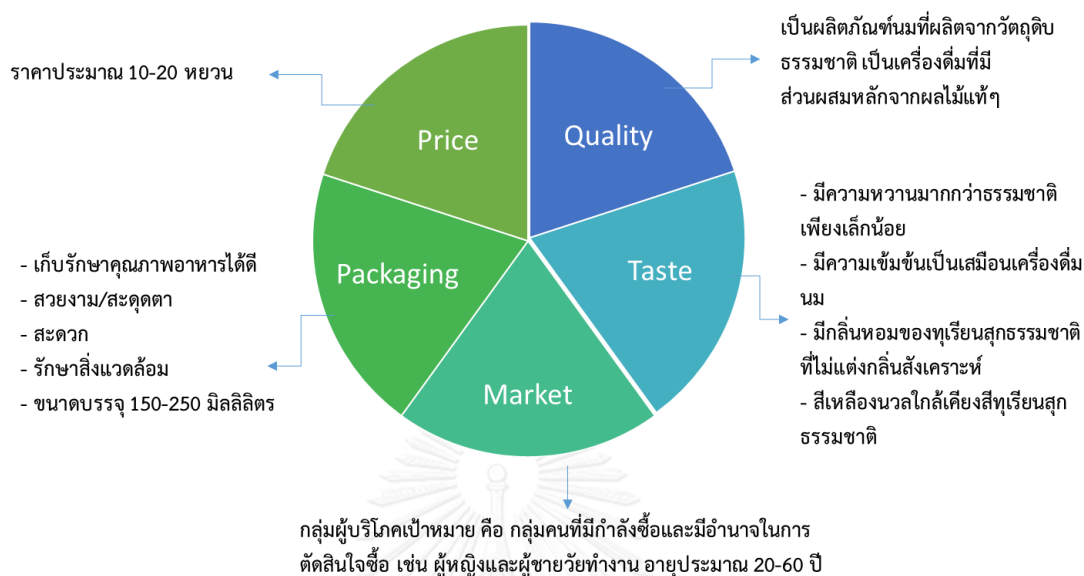 เป็นผลิตภัณฑ์นมที่ผลิตจากวัตถุดิบ
ธรรมชาติ เป็นเครื่องดื่มที่มี
ส่วนผสมหลักจากผลไม้แท้ๆ
ราคาประมาณ 10-20 หยวน
Price
Quality
- มีความหวานมากกว่าธรรมชาติ
เพียงเล็กน้อย
- มีความเข้มข้นเป็นเสมือนเครื่องดื่ม
นม
- มีกลิ่นหอมของทุเรียนสุกธรรมชาติ
ที่ไม่แต่งกลิ่นสังเคราะห์
- สีเหลืองนวลใกล้เคียงสีทุเรียนสุก
ธรรมชาติ
Taste
Packaging
- เก็บรักษาคุณภาพอาหารได้ดี
- สวยงาม/สะดุดตา
- สะดวก
- รักษาสิ่งแวดล้อม
- ขนาดบรรจุ 150-250 มิลลิลิตร
Market
กลุ่มผู้บริโภคเป้าหมาย คือ กลุ่มคนที่มีกำลังซื้อและมีอำนาจในการ
ตัดสินใจซื้อ เช่น ผู้หญิงและผู้ชายวัยทำงาน อายุประมาณ 20-60 ปี